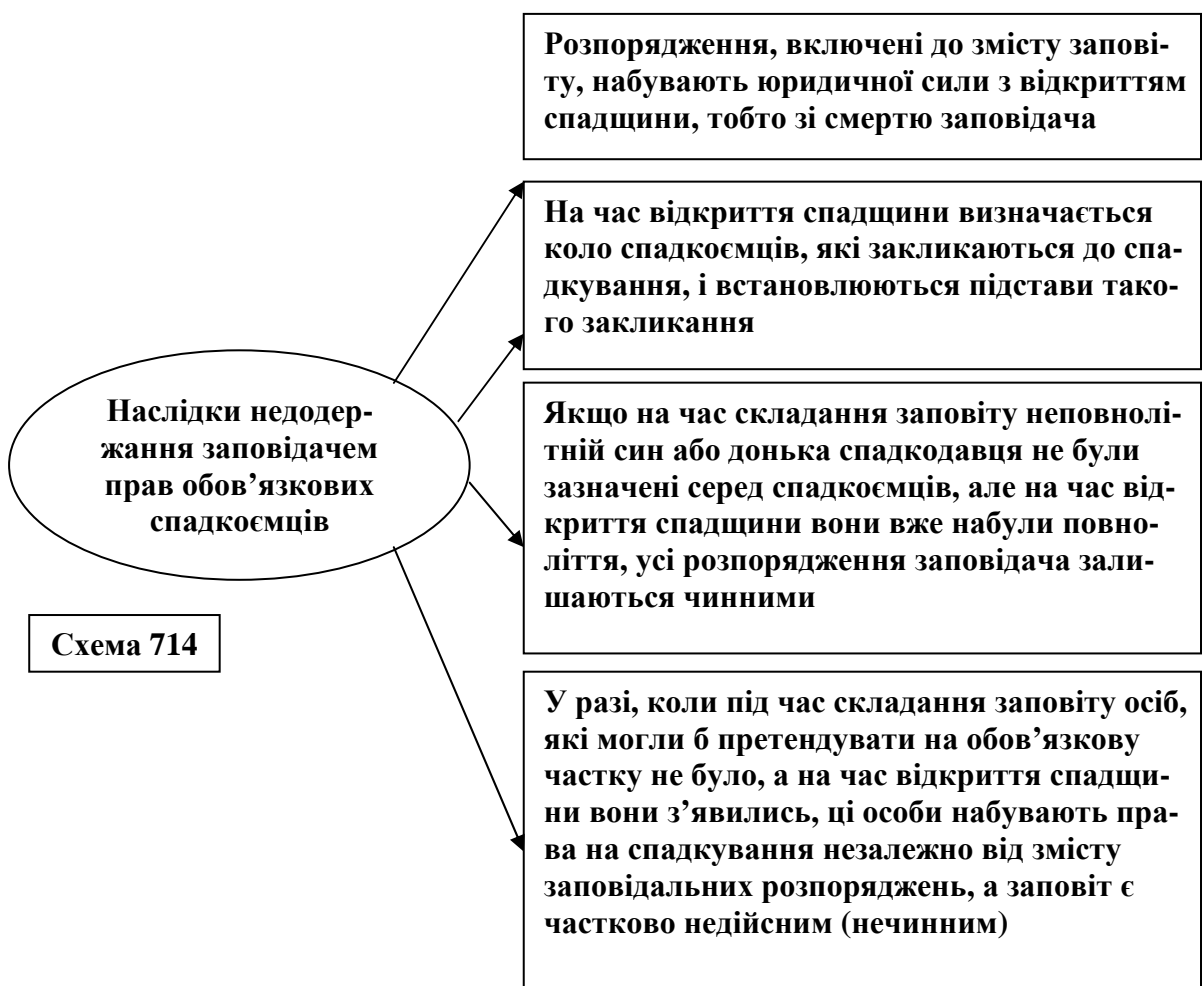 Розпорядження, включені до змісту запові-
ту, набувають юридичної сили з відкриттям
спадщини, тобто зі смертю заповідача
На час відкриття спадщини визначається
коло спадкоємців, які закликаються до спа-
дкування, і встановлюються підстави тако-
го закликання
Наслідки недодер-
жання заповідачем
прав обов’язкових
спадкоємців
Якщо на час складання заповіту неповнолі-
тній син або донька спадкодавця не були
зазначені серед спадкоємців, але на час від-
криття спадщини вони вже набули повно-
ліття, усі розпорядження заповідача зали-
шаються чинними
Схема 714
У разі, коли під час складання заповіту осіб,
які могли б претендувати на обов’язкову
частку не було, а на час відкриття спадщи-
ни вони з’явились, ці особи набувають пра-
ва на спадкування незалежно від змісту
заповідальних розпоряджень, а заповіт є
частково недійсним (нечинним)